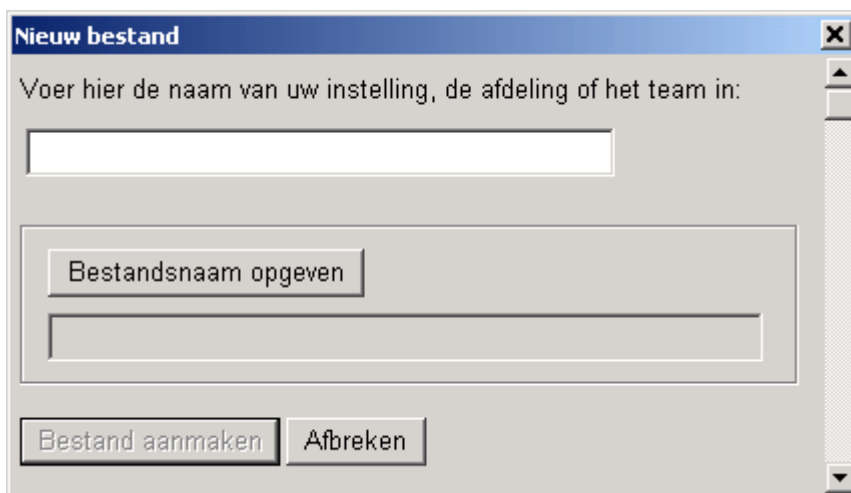 Nieuw bestand
Voer hier de naam van uw instelling, de afdeling of het team in:
Bestandsnaam opgeven
Bestand aanmaken
Afbreken